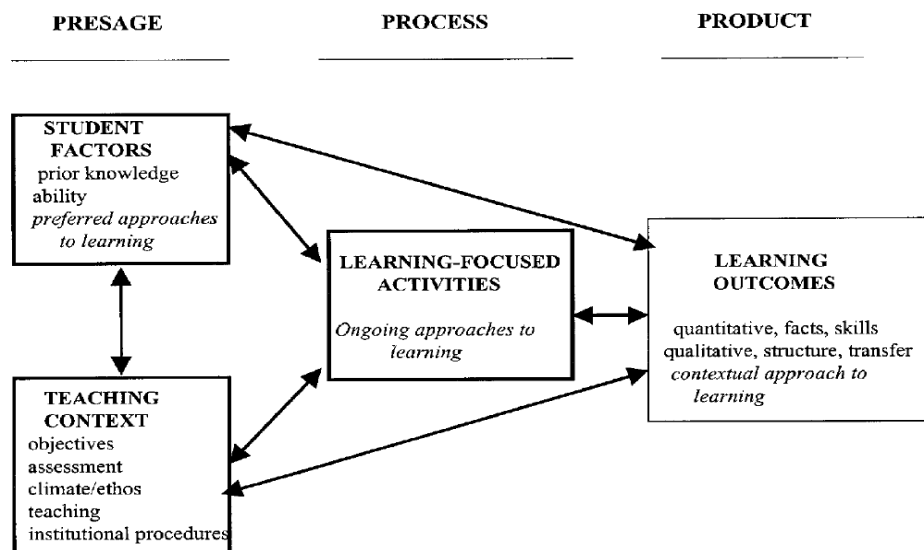 PRESAGE
PROCESS
PRODUCT
STUDENT
FACTORS
prior knowledge
ability
preferred approaches
to learning
LEARNING-FOCUSED
ACTIVITIES
Ongoing approaches to
learning
LEARNING
OUTCOMES
quantitative, facts, skills
qualitative, structure, transfer
contextual approach to
learning
TEACHING
CONTEXT
objectives
assessment
climate/ethos
teaching
institutional procedures